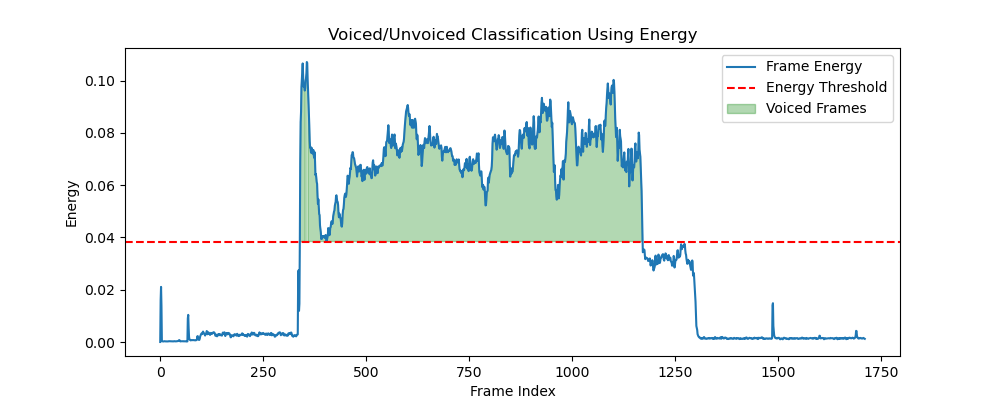 Voiced/Unvoiced Classification Using Energy
Frame Energy
Energy Threshold
Voiced Frames
Energy
0.10
0.08
0.06
0.04
0.02
0.00
0 250 500 750 1000 1250 1500 1750
Frame Index